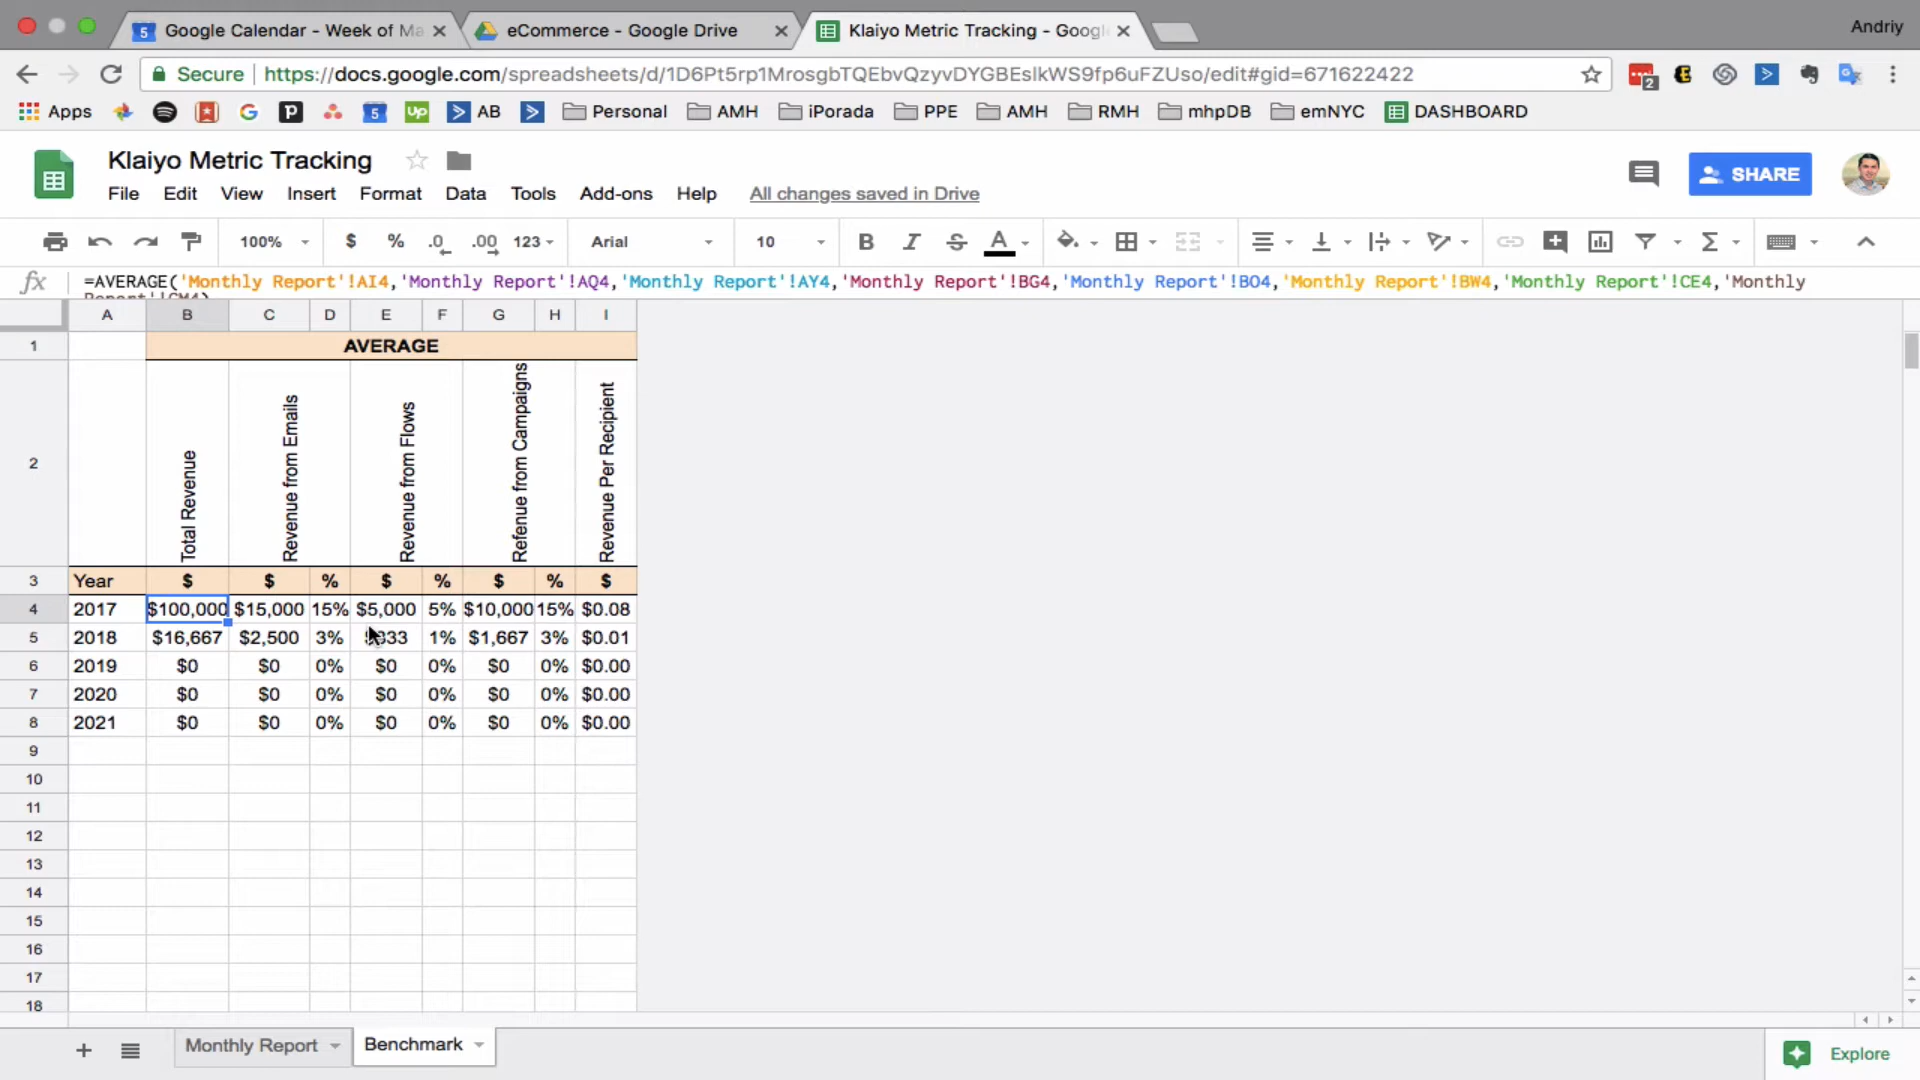 Google Calendar - Week of Ma
eCommerce - Google Drive
Klaiyo Metric Tracking - Googl
Andriy
Secure
https://docs.google.com/spreadsheets/d/1D6Pt5rp1MrosgbTQEbvQzyvDYGBEslkWS9fp6uFZUso/edit#gid=671622422
2
Apps
5
up
AB
Personal
AMH
iPorada
PPE
AMH
RMH
mhpDB
emNYC
DASHBOARD
Klaiyo Metric Tracking
File Edit View Insert Format Data Tools Add-ons Help
All changes saved in Drive
SHARE
100% $ % .0 .00 123 Arial 10 B I S A
fx =AVERAGE('Monthly Report'!AI4,'Monthly Report'!AQ4,'Monthly Report'!AY4,'Monthly Report'!BG4,'Monthly Report'!BO4,'Monthly Report'!BW4,'Monthly Report'!CE4,'Monthly
Report'!CM4)
A B C D E F G H I
1 AVERAGE
2 Total Revenue Revenue from Emails Revenue from Flows Refenue from Campaigns Revenue Per Recipient
3 Year $ $ % $ % $ % $
4 2017 $100,000 $15,000 15% $5,000 5% $10,000 15% $0.08
5 2018 $16,667 $2,500 3% 833 1% $1,667 3% $0.01
6 2019 $0 $0 0% $0 0% $0 0% $0.00
7 2020 $0 $0 0% $0 0% $0 0% $0.00
8 2021 $0 $0 0% $0 0% $0 0% $0.00
9
10
11
12
13
14
15
16
17
18
Monthly Report
Benchmark
Explore